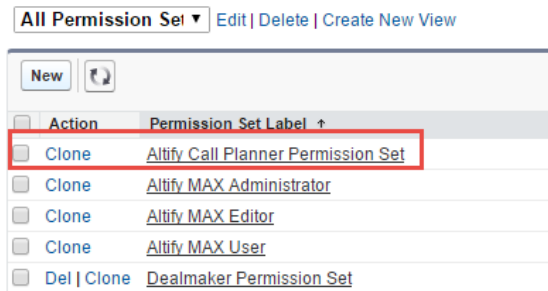 All Permission Set Edit | Delete | Create New View
New
Action Permission Set Label ↑
Clone Altify Call Planner Permission Set
Clone Altify MAX Administrator
Clone Altify MAX Editor
Clone Altify MAX User
Del | Clone Dealmaker Permission Set